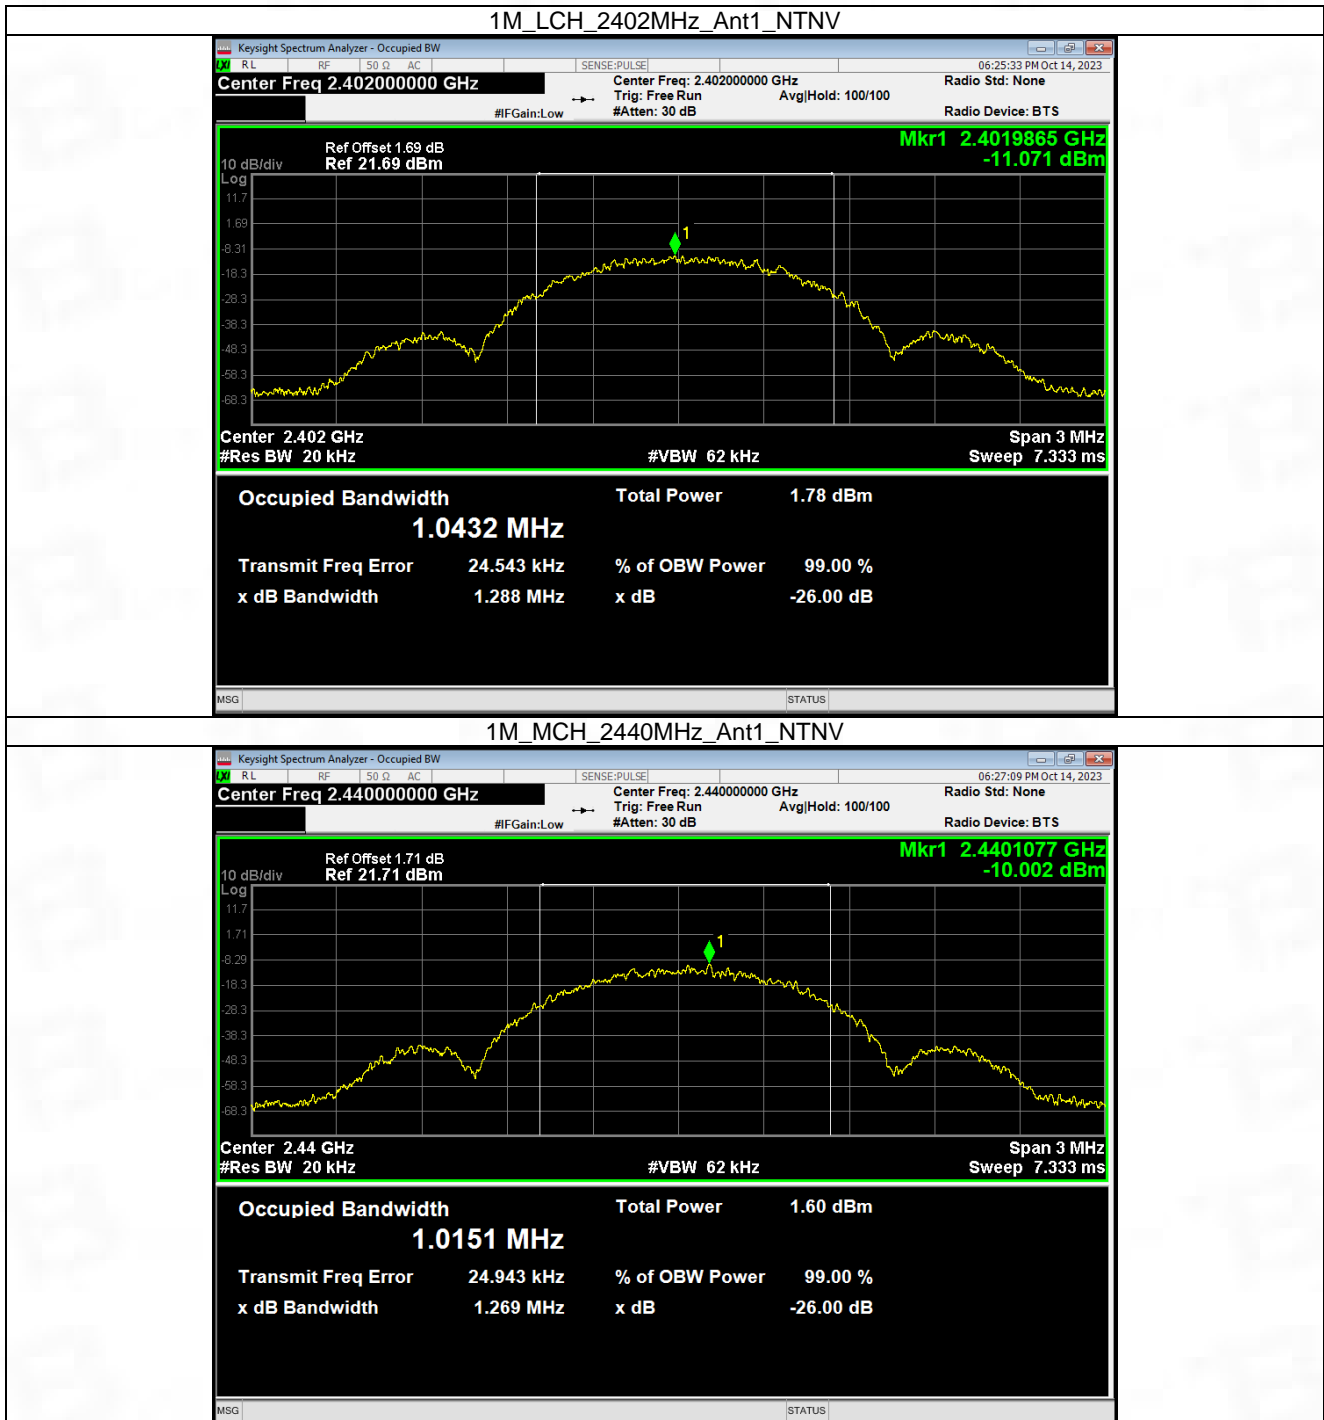 1M_LCH_2402MHz_Ant1_NTNV
Keysight Spectrum Analyzer - Occupied BW
LXI RL RF 50 Ω AC SENSE:PULSE 06:25:33 PM Oct 14, 2023
Center Freq 2.402000000 GHz Center Freq: 2.402000000 GHz Radio Std: None
Trig: Free Run Avg|Hold: 100/100
#IFGain:Low #Atten: 30 dB Radio Device: BTS
Mkr1 2.4019865 GHz
Ref Offset 1.69 dB
10 dB/div Ref 21.69 dBm -11.071 dBm
Log
11.7
1.69
-8.31
-18.3
-28.3
-38.3
-48.3
-58.3
-68.3
1
Center 2.402 GHz Span 3 MHz
#Res BW 20 kHz #VBW 62 kHz Sweep 7.333 ms
Occupied Bandwidth Total Power 1.78 dBm
1.0432 MHz
Transmit Freq Error 24.543 kHz % of OBW Power 99.00 %
x dB Bandwidth 1.288 MHz x dB -26.00 dB
MSG STATUS
1M_MCH_2440MHz_Ant1_NTNV
Keysight Spectrum Analyzer - Occupied BW
LXI RL RF 50 Ω AC SENSE:PULSE 06:27:09 PM Oct 14, 2023
Center Freq 2.440000000 GHz Center Freq: 2.440000000 GHz Radio Std: None
Trig: Free Run Avg|Hold: 100/100
#IFGain:Low #Atten: 30 dB Radio Device: BTS
Mkr1 2.4401077 GHz
Ref Offset 1.71 dB
10 dB/div Ref 21.71 dBm -10.002 dBm
Log
11.7
1.71
-8.29
-18.3
-28.3
-38.3
-48.3
-58.3
-68.3
1
Center 2.44 GHz Span 3 MHz
#Res BW 20 kHz #VBW 62 kHz Sweep 7.333 ms
Occupied Bandwidth Total Power 1.60 dBm
1.0151 MHz
Transmit Freq Error 24.943 kHz % of OBW Power 99.00 %
x dB Bandwidth 1.269 MHz x dB -26.00 dB
MSG STATUS